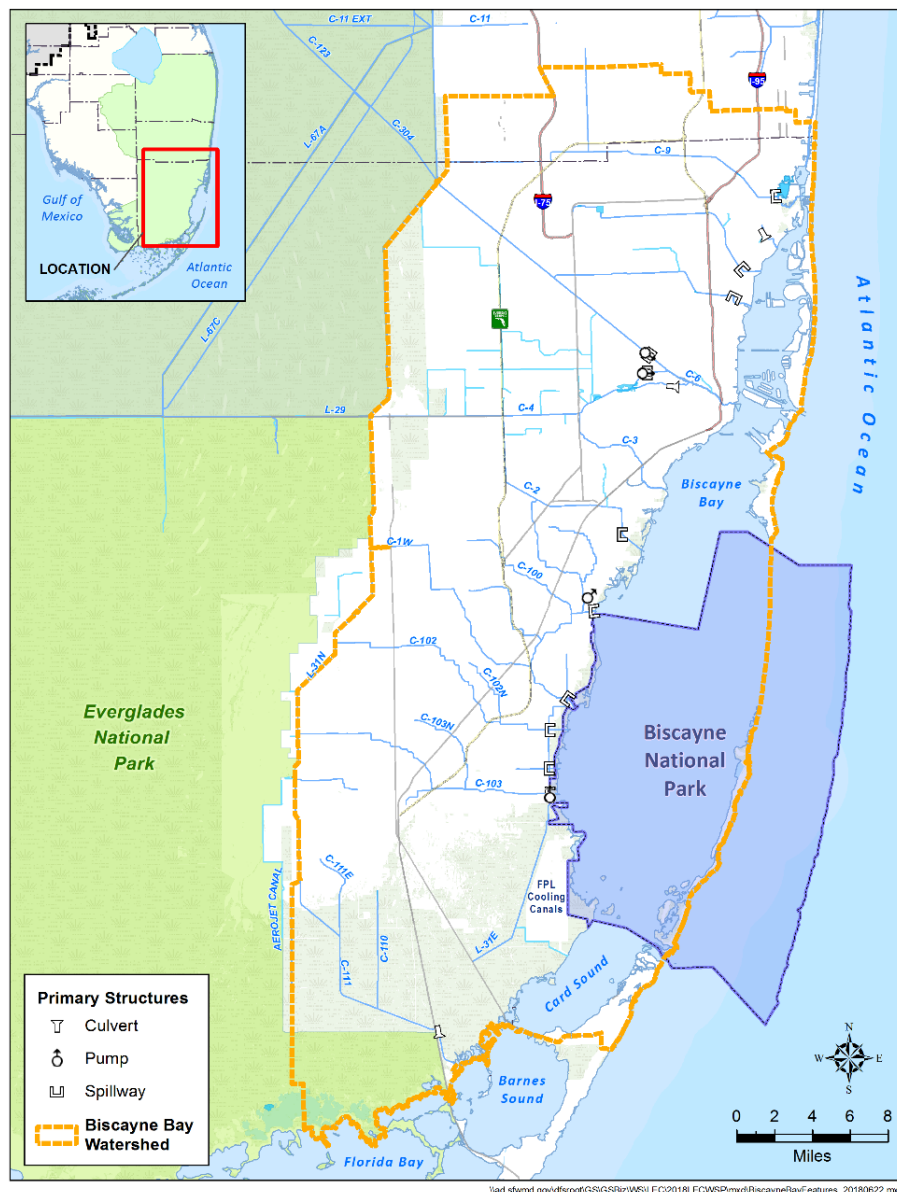 C-11 EXT
C-11
C-123
I-95
L-67A
C-304
C-9
Gulf of
Mexico
I-75
LOCATION
Atlantic
Ocean
L-67C
Atlantic Ocean
C-6
L-29
C-4
C-3
Biscayne
Bay
C-2
C-1W
C-100
C-102
L-31N
C-102N
Everglades
National
Park
C-103N
Biscayne
National
Park
C-103
C-111E
FPL
Cooling
Canals
AEROJET CANAL
C-110
L-31E
C-111
Card Sound
Primary Structures
Culvert
Pump
Spillway
Biscayne Bay
Watershed
Barnes
Sound
Florida Bay
N
W
E
S
0 2 4 6 8
Miles